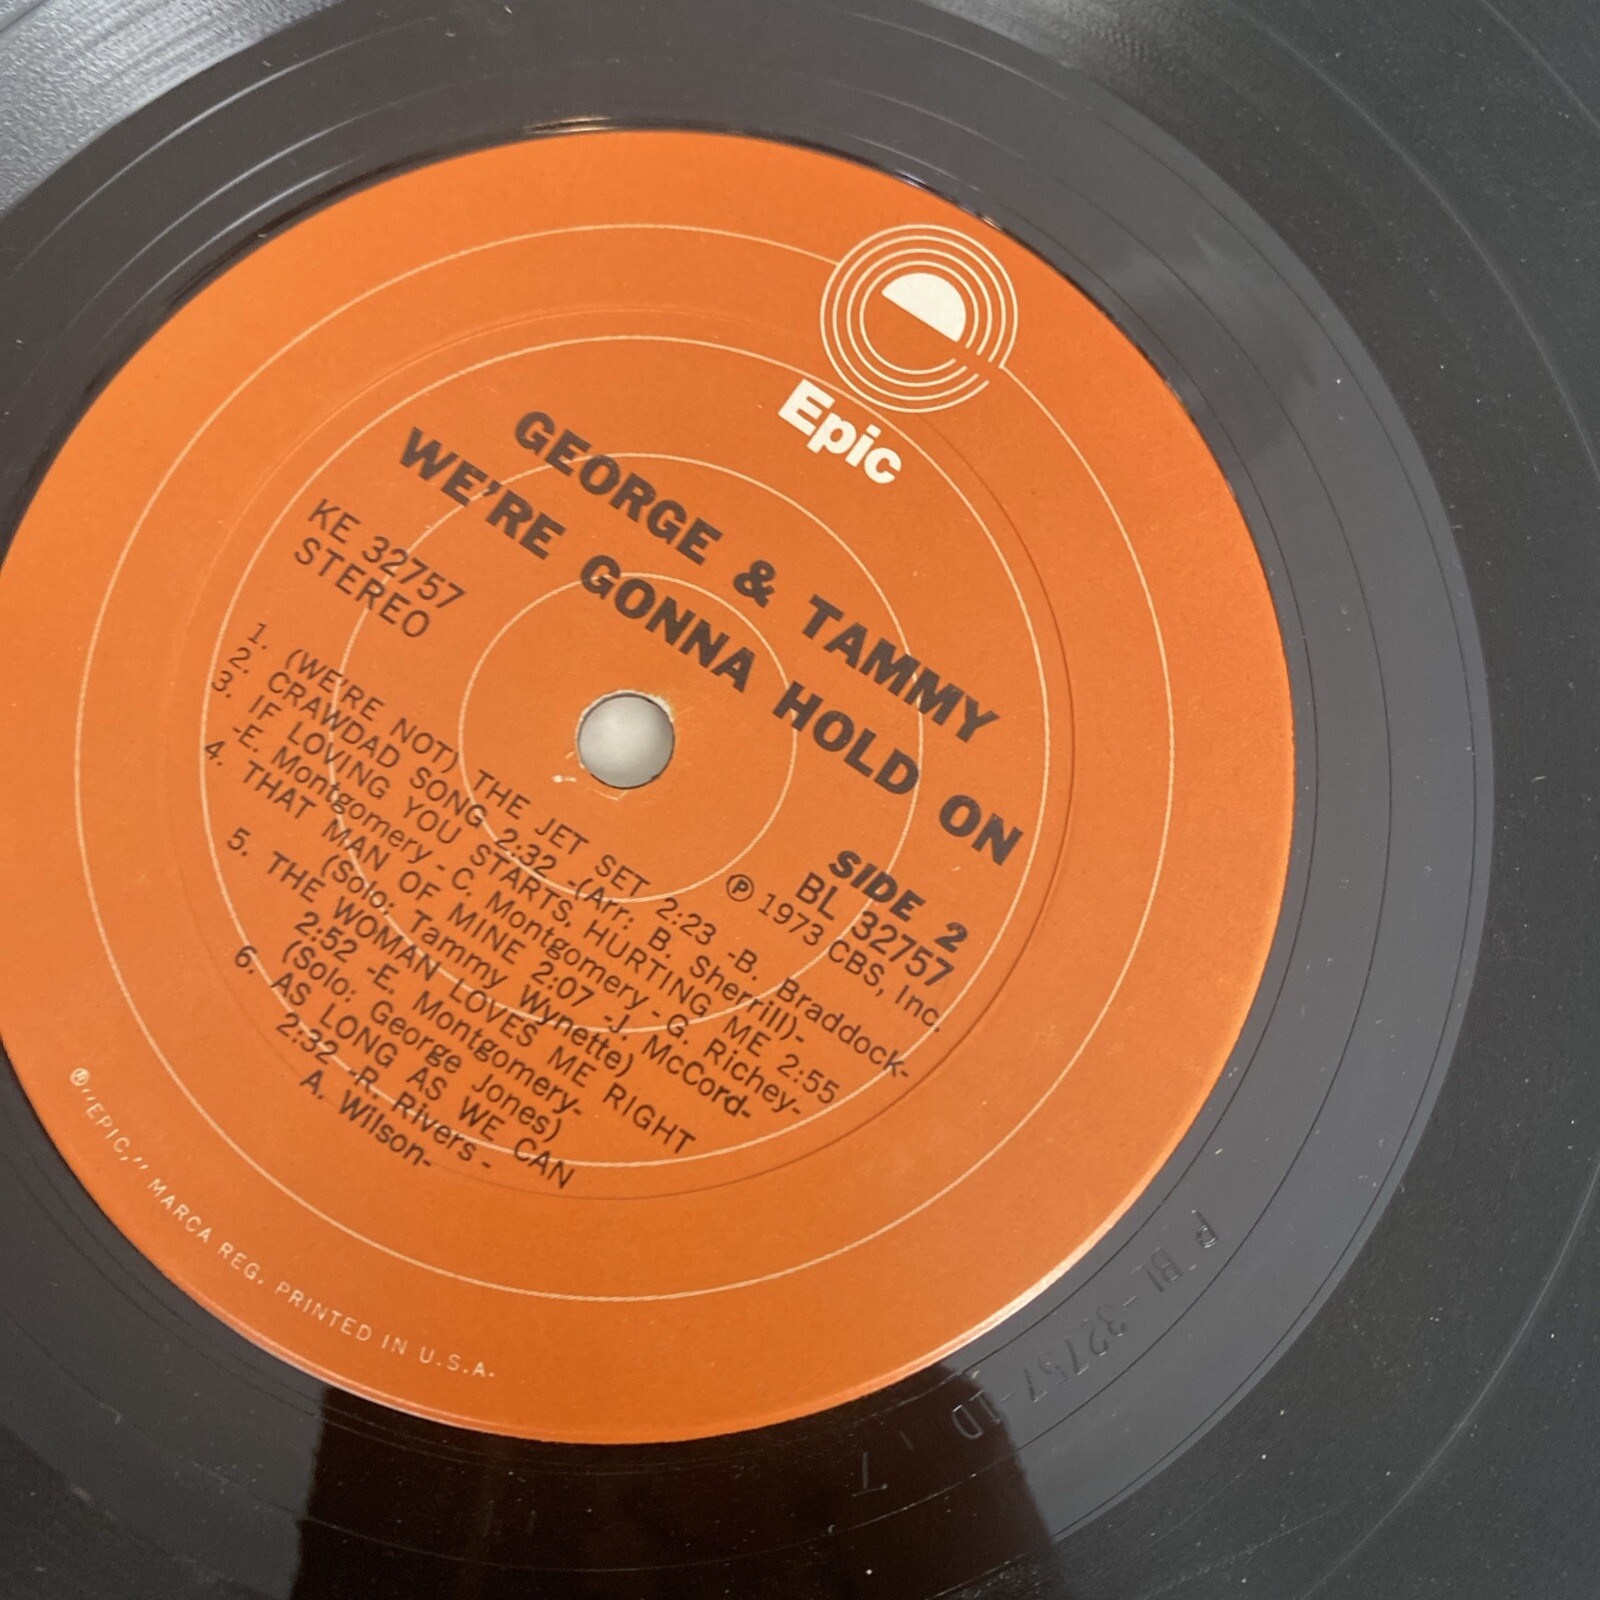 Epic
GEORGE & TAMMY
WE'RE GONNA HOLD ON
KE 32757
STEREO
SIDE 2
BL 32757
Ⓟ 1973 CBS, Inc.
1. (WE'RE NOT) THE JET SET 2:23 -B. Braddock-
2. CRAWDAD SONG 2:32 -(Arr: B. Sherrill)-
3. IF LOVING YOU STARTS HURTING ME 2:55
-E. Montgomery - C. Montgomery - G. Richey-
4. THAT MAN OF MINE 2:07 -J. McCord-
(Solo: Tammy Wynette)
5. THE WOMAN LOVES ME RIGHT
2:52 -E. Montgomery-
(Solo: George Jones)
6. AS LONG AS WE CAN
2:32 -R. Rivers -
A. Wilson-
®"EPIC," MARCA REG. PRINTED IN U.S.A.
P BL-32757-1D